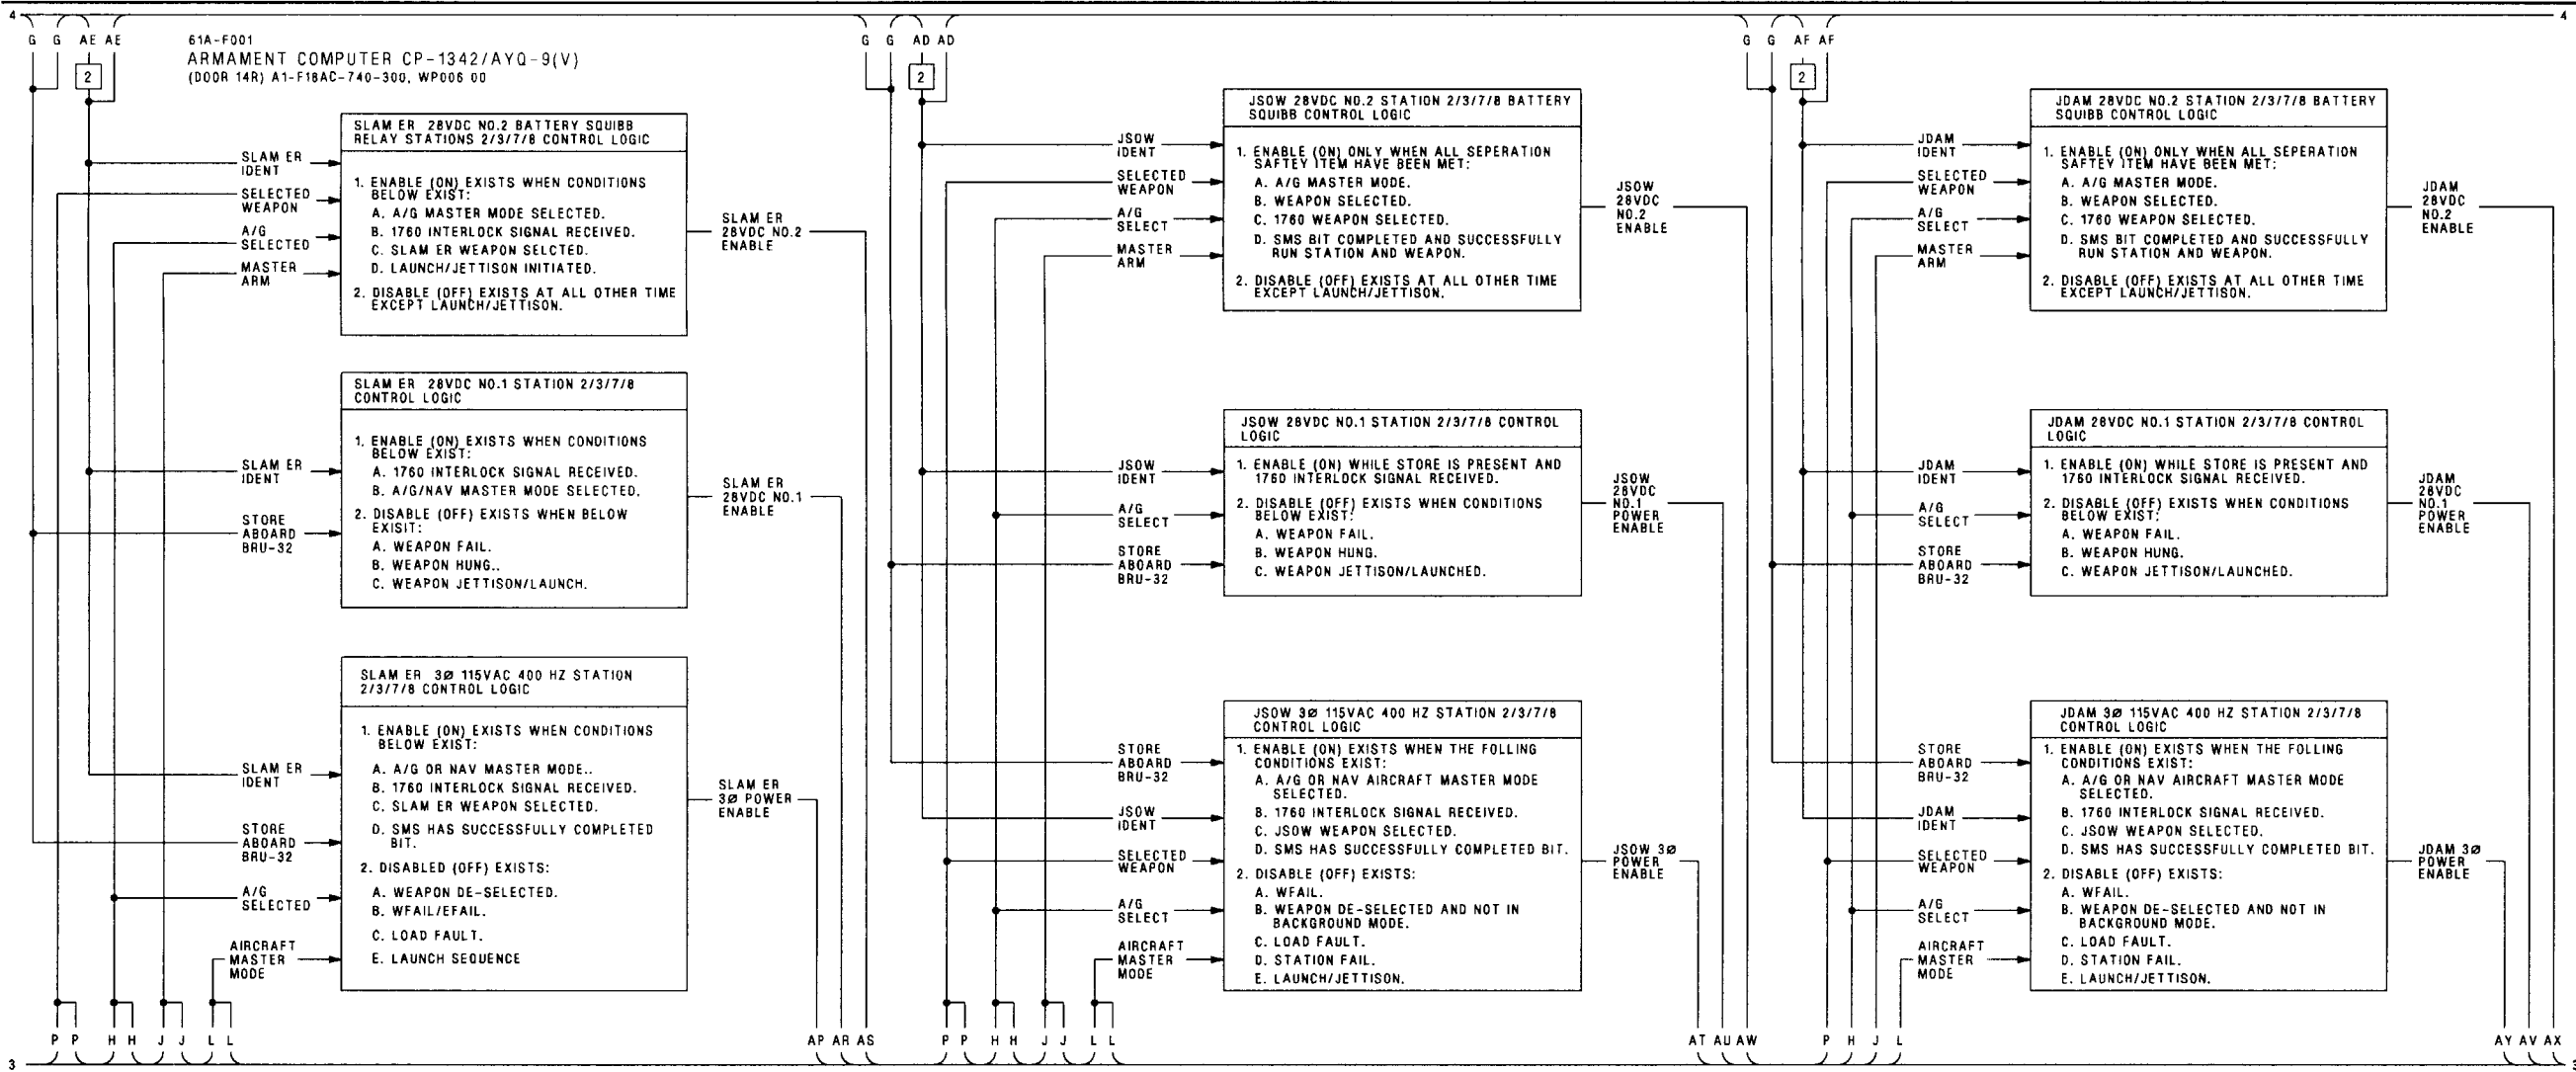 4
4
G G AE AE
61A-F001
ARMAMENT COMPUTER CP-1342/AYQ-9(V)
(DOOR 14R) A1-F18AC-740-300, WP006 00
2
SLAM ER 28VDC NO.2 BATTERY SQUIBB
RELAY STATIONS 2/3/7/8 CONTROL LOGIC
1. ENABLE (ON) EXISTS WHEN CONDITIONS
BELOW EXIST:
A. A/G MASTER MODE SELECTED.
B. 1760 INTERLOCK SIGNAL RECEIVED.
C. SLAM ER WEAPON SELCTED.
D. LAUNCH/JETTISON INITIATED.
2. DISABLE (OFF) EXISTS AT ALL OTHER TIME
EXCEPT LAUNCH/JETTISON.
SLAM ER
IDENT
SELECTED
WEAPON
A/G
SELECTED
MASTER
ARM
SLAM ER
28VDC NO.2
ENABLE
SLAM ER 28VDC NO.1 STATION 2/3/7/8
CONTROL LOGIC
1. ENABLE (ON) EXISTS WHEN CONDITIONS
BELOW EXIST:
A. 1760 INTERLOCK SIGNAL RECEIVED.
B. A/G/NAV MASTER MODE SELECTED.
2. DISABLE (OFF) EXISTS WHEN BELOW
EXISIT:
A. WEAPON FAIL.
B. WEAPON HUNG..
C. WEAPON JETTISON/LAUNCH.
SLAM ER
IDENT
STORE
ABOARD
BRU-32
SLAM ER
28VDC NO.1
ENABLE
SLAM ER 3Ø 115VAC 400 HZ STATION
2/3/7/8 CONTROL LOGIC
1. ENABLE (ON) EXISTS WHEN CONDITIONS
BELOW EXIST:
A. A/G OR NAV MASTER MODE..
B. 1760 INTERLOCK SIGNAL RECEIVED.
C. SLAM ER WEAPON SELECTED.
D. SMS HAS SUCCESSFULLY COMPLETED
BIT.
2. DISABLED (OFF) EXISTS:
A. WEAPON DE-SELECTED.
B. WFAIL/EFAIL.
C. LOAD FAULT.
E. LAUNCH SEQUENCE
SLAM ER
IDENT
STORE
ABOARD
BRU-32
A/G
SELECTED
AIRCRAFT
MASTER
MODE
SLAM ER
3Ø POWER
ENABLE
P P H H J J L L
AP AR AS
G G AD AD
2
JSOW 28VDC NO.2 STATION 2/3/7/8 BATTERY
SQUIBB CONTROL LOGIC
1. ENABLE (ON) ONLY WHEN ALL SEPERATION
SAFTEY ITEM HAVE BEEN MET:
A. A/G MASTER MODE.
B. WEAPON SELECTED.
C. 1760 WEAPON SELECTED.
D. SMS BIT COMPLETED AND SUCCESSFULLY
RUN STATION AND WEAPON.
2. DISABLE (OFF) EXISTS AT ALL OTHER TIME
EXCEPT LAUNCH/JETTISON.
JSOW
IDENT
SELECTED
WEAPON
A/G
SELECT
MASTER
ARM
JSOW
28VDC
NO.2
ENABLE
JSOW 28VDC NO.1 STATION 2/3/7/8 CONTROL
LOGIC
1. ENABLE (ON) WHILE STORE IS PRESENT AND
1760 INTERLOCK SIGNAL RECEIVED.
2. DISABLE (OFF) EXISTS WHEN CONDITIONS
BELOW EXIST:
A. WEAPON FAIL.
B. WEAPON HUNG.
C. WEAPON JETTISON/LAUNCHED.
JSOW
IDENT
A/G
SELECT
STORE
ABOARD
BRU-32
JSOW
28VDC
NO.1
POWER
ENABLE
JSOW 3Ø 115VAC 400 HZ STATION 2/3/7/8
CONTROL LOGIC
1. ENABLE (ON) EXISTS WHEN THE FOLLING
CONDITIONS EXIST:
A. A/G OR NAV AIRCRAFT MASTER MODE
SELECTED.
B. 1760 INTERLOCK SIGNAL RECEIVED.
C. JSOW WEAPON SELECTED.
D. SMS HAS SUCCESSFULLY COMPLETED BIT.
2. DISABLE (OFF) EXISTS:
A. WFAIL.
B. WEAPON DE-SELECTED AND NOT IN
BACKGROUND MODE.
C. LOAD FAULT.
D. STATION FAIL.
E. LAUNCH/JETTISON.
STORE
ABOARD
BRU-32
JSOW
IDENT
SELECTED
WEAPON
A/G
SELECT
AIRCRAFT
MASTER
MODE
JSOW 3Ø
POWER
ENABLE
P P H H J J L L
AT AU AW
G G AF AF
2
JDAM 28VDC NO.2 STATION 2/3/7/8 BATTERY
SQUIBB CONTROL LOGIC
1. ENABLE (ON) ONLY WHEN ALL SEPERATION
SAFTEY ITEM HAVE BEEN MET:
A. A/G MASTER MODE.
B. WEAPON SELECTED.
C. 1760 WEAPON SELECTED.
D. SMS BIT COMPLETED AND SUCCESSFULLY
RUN STATION AND WEAPON.
2. DISABLE (OFF) EXISTS AT ALL OTHER TIME
EXCEPT LAUNCH/JETTISON.
JDAM
IDENT
SELECTED
WEAPON
A/G
SELECT
MASTER
ARM
JDAM
28VDC
NO.2
ENABLE
JDAM 28VDC NO.1 STATION 2/3/7/8 CONTROL
LOGIC
1. ENABLE (ON) WHILE STORE IS PRESENT AND
1760 INTERLOCK SIGNAL RECEIVED.
2. DISABLE (OFF) EXISTS WHEN CONDITIONS
BELOW EXIST:
A. WEAPON FAIL.
B. WEAPON HUNG.
C. WEAPON JETTISON/LAUNCHED.
JDAM
IDENT
A/G
SELECT
STORE
ABOARD
BRU-32
JDAM
28VDC
NO.1
POWER
ENABLE
JDAM 3Ø 115VAC 400 HZ STATION 2/3/7/8
CONTROL LOGIC
1. ENABLE (ON) EXISTS WHEN THE FOLLING
CONDITIONS EXIST:
A. A/G OR NAV AIRCRAFT MASTER MODE
SELECTED.
B. 1760 INTERLOCK SIGNAL RECEIVED.
C. JSOW WEAPON SELECTED.
D. SMS HAS SUCCESSFULLY COMPLETED BIT.
2. DISABLE (OFF) EXISTS:
A. WFAIL.
B. WEAPON DE-SELECTED AND NOT IN
BACKGROUND MODE.
C. LOAD FAULT.
D. STATION FAIL.
E. LAUNCH/JETTISON.
STORE
ABOARD
BRU-32
JDAM
IDENT
SELECTED
WEAPON
A/G
SELECT
AIRCRAFT
MASTER
MODE
JDAM 3Ø
POWER
ENABLE
P H J L
AY AV AX
3
3